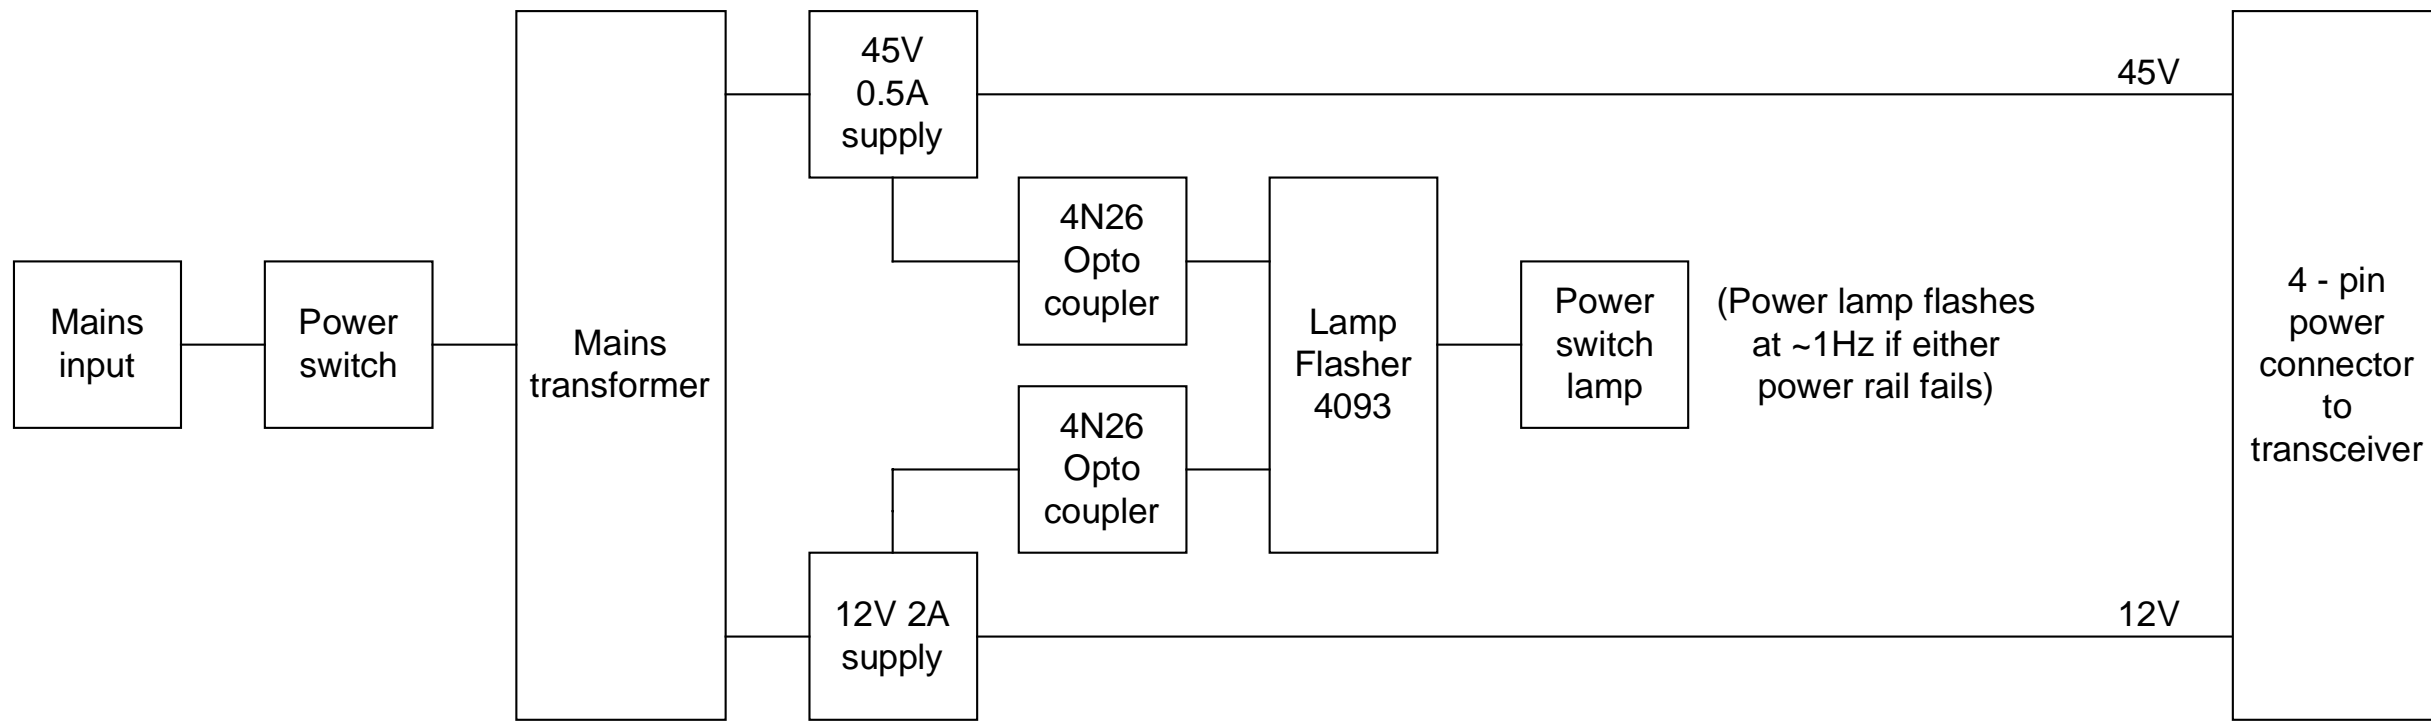 Mains
input
Power
switch
Mains
transformer
45V
0.5A
supply
4N26
Opto
coupler
4N26
Opto
coupler
12V 2A
supply
Lamp
Flasher
4093
Power
switch
lamp
(Power lamp flashes
at ~1Hz if either
power rail fails)
45V
12V
4 - pin
power
connector
to
transceiver